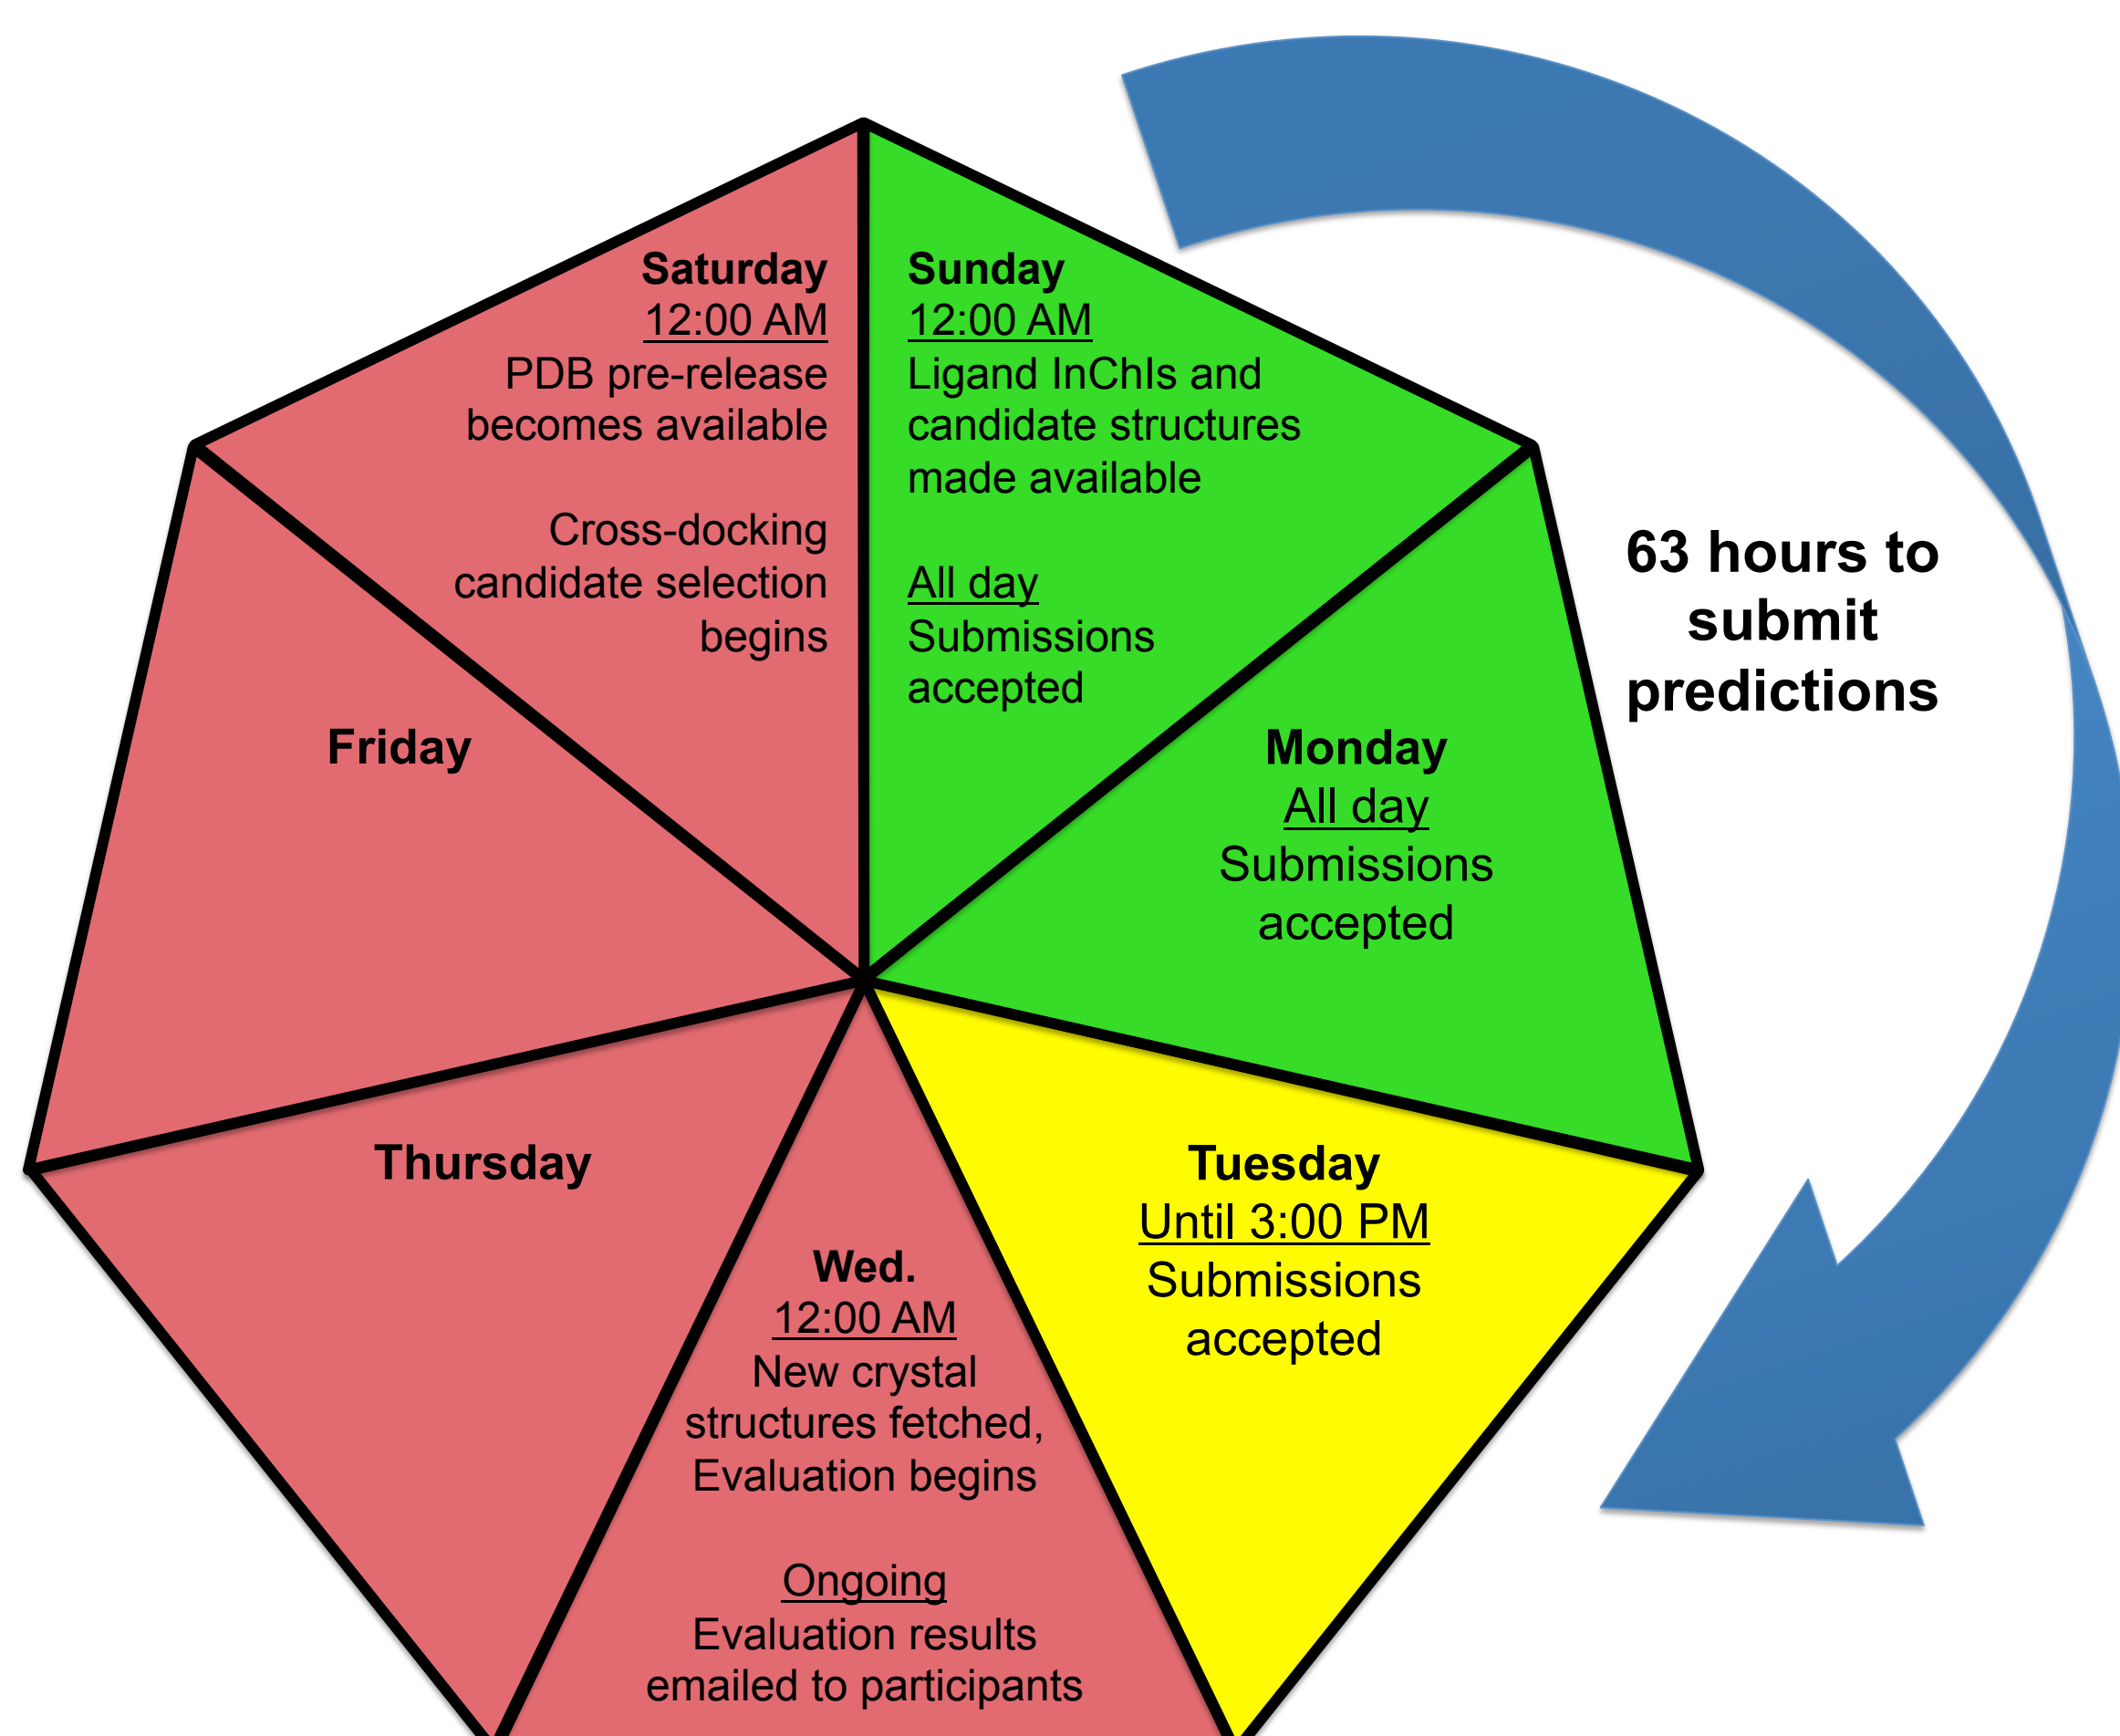 Saturday
12:00 AM
PDB pre-release
becomes available
Cross-docking
candidate selection
begins
Sunday
12:00 AM
Ligand InChIs and
candidate structures
made available
All day
Submissions
accepted
63 hours to
submit
predictions
Monday
All day
Submissions
accepted
Tuesday
Until 3:00 PM
Submissions
accepted
Wed.
12:00 AM
New crystal
structures fetched,
Evaluation begins
Ongoing
Evaluation results
emailed to participants
Thursday
Friday